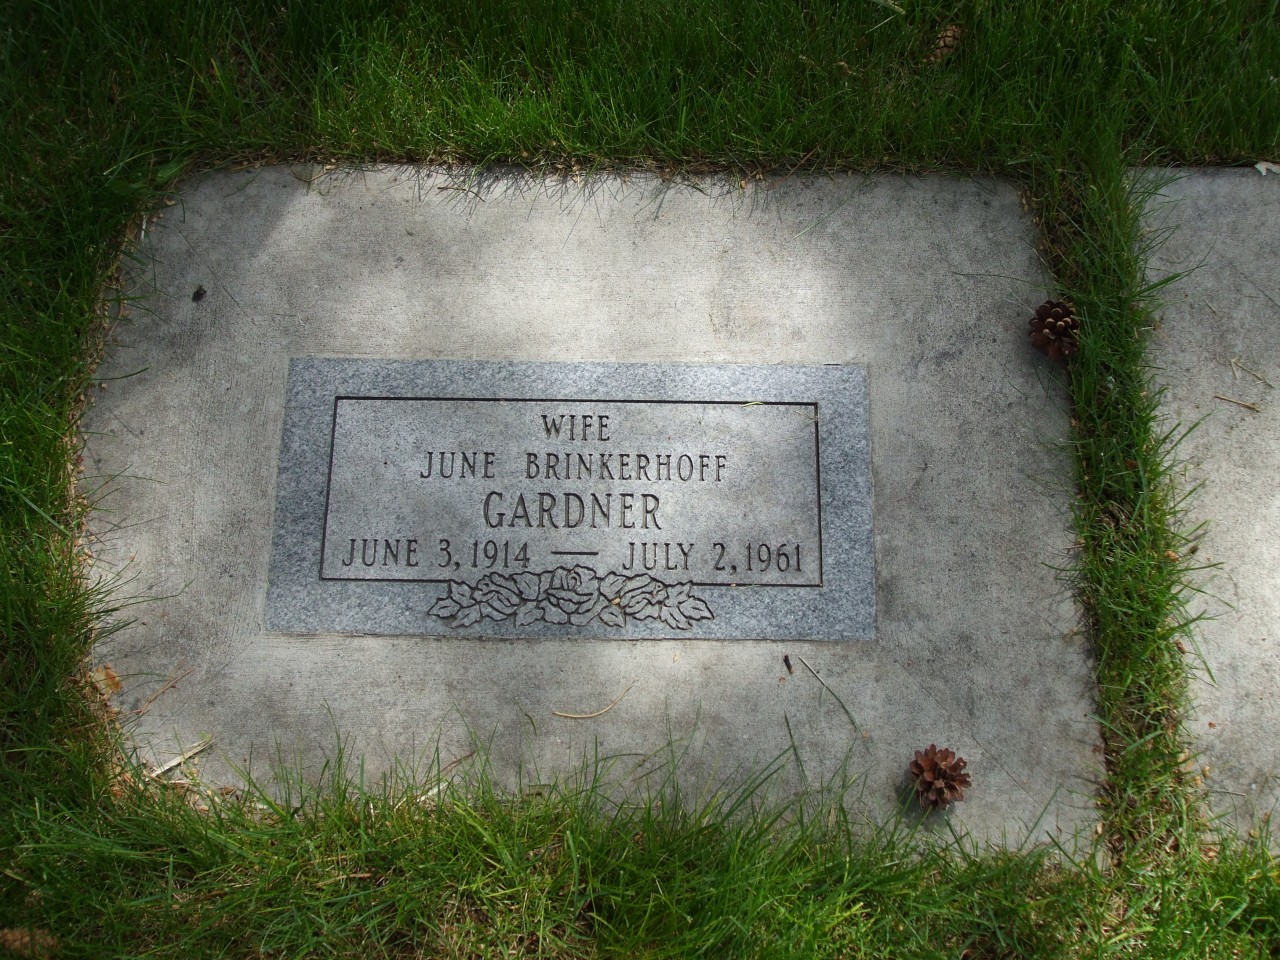 WIFE
JUNE BRINKERHOFF
GARDNER
JUNE 3, 1914 — JULY 2, 1961